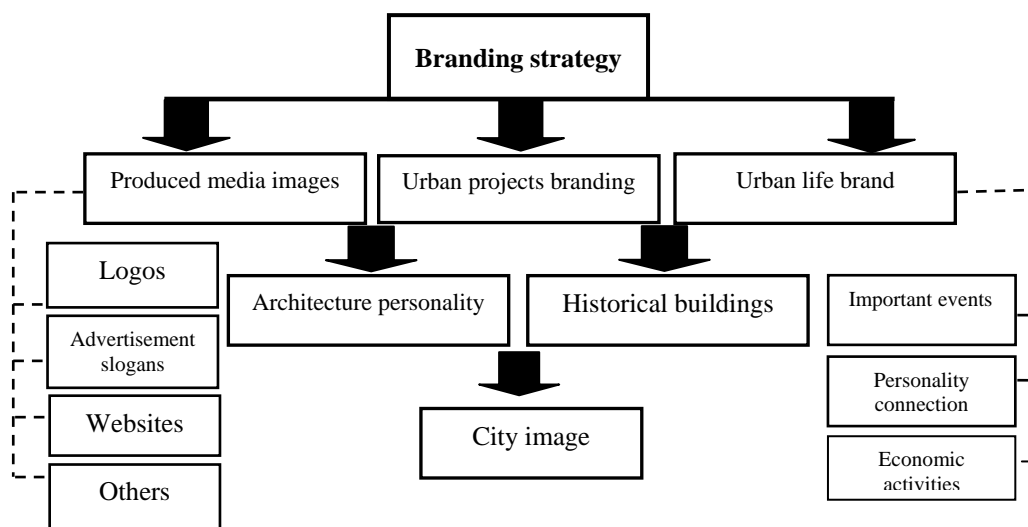 Branding strategy
Produced media images
Urban projects branding
Urban life brand
Logos
Advertisement
slogans
Websites
Others
Architecture personality
Historical buildings
City image
Important events
Personality
connection
Economic
activities